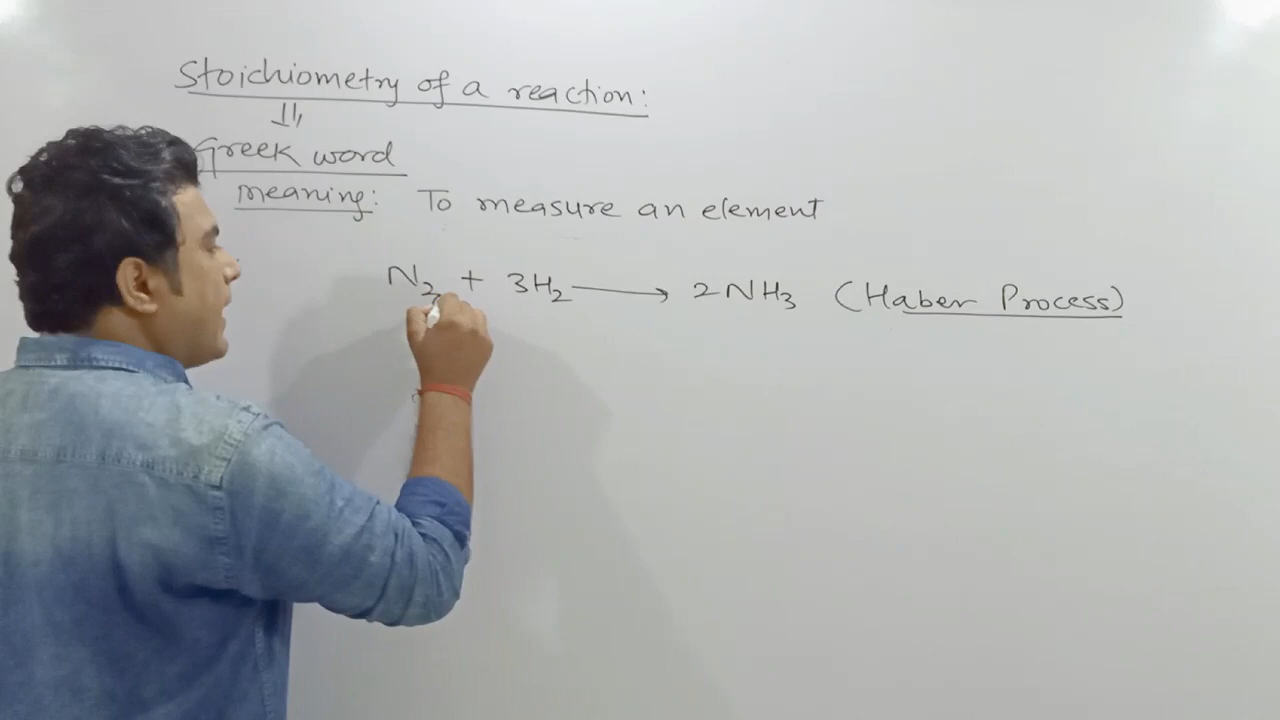 Stoichiometry of a reaction:
Greek word
meaning: To measure an element
N₂ + 3H₂ ⟶ 2NH₃ (Haber Process)